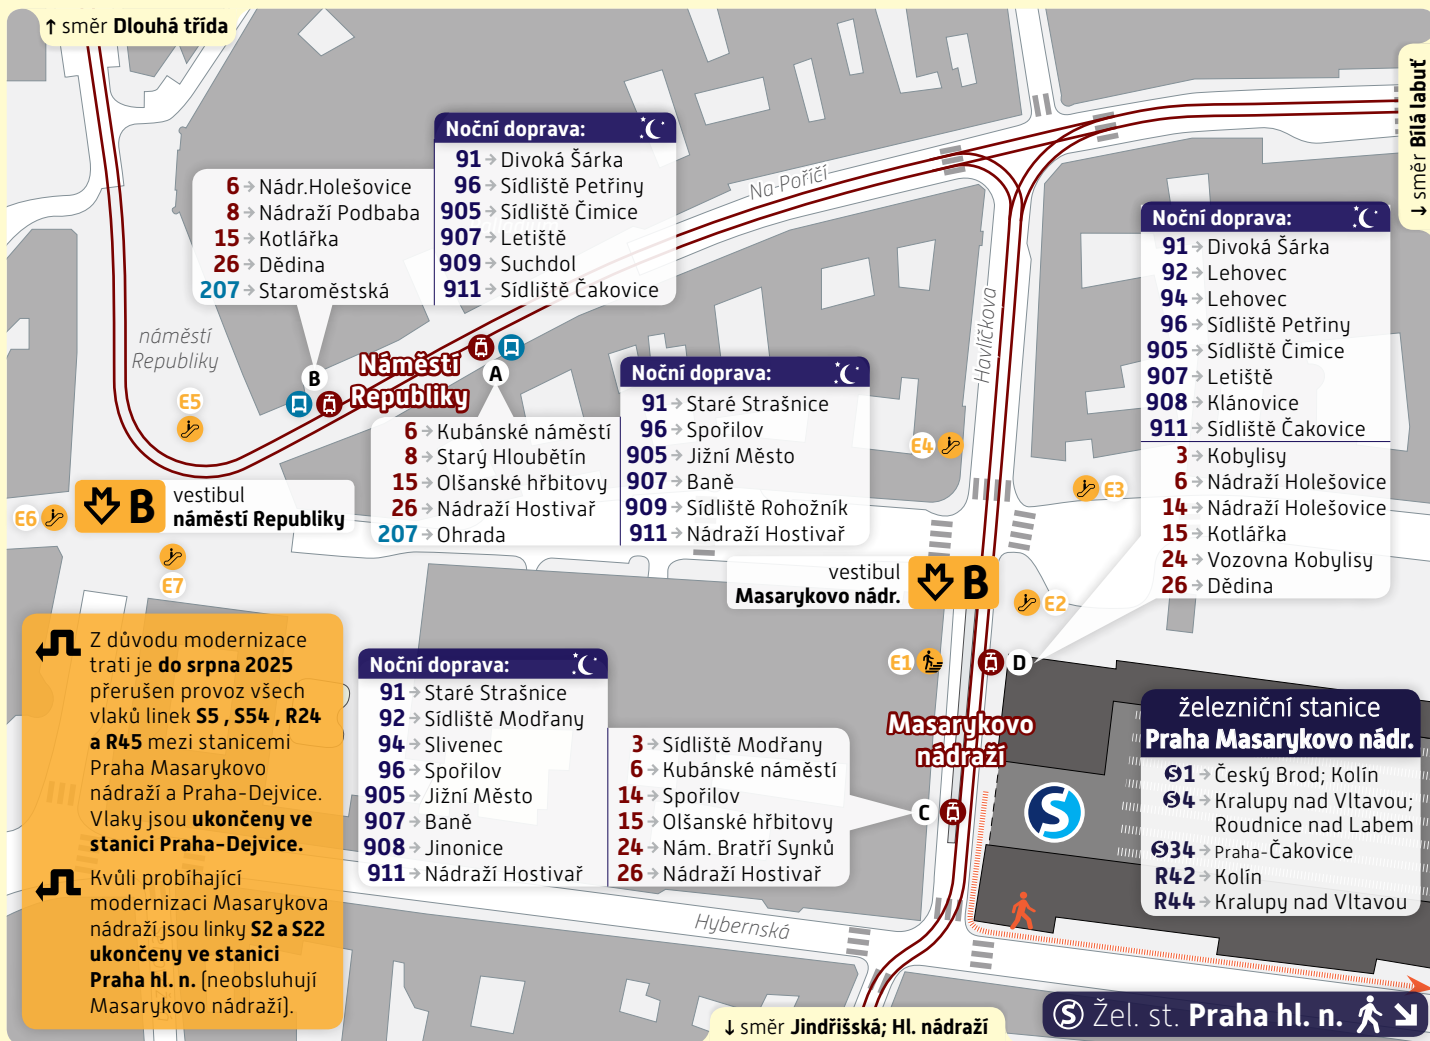 ↑ směr Dlouhá třída
↓ směr Bílá labuť
Noční doprava:
91 → Divoká Šárka
96 → Sídliště Petřiny
905 → Sídliště Čimice
907 → Letiště
909 → Suchdol
911 → Sídliště Čakovice
6 → Nádr.Holešovice
8 → Nádraží Podbaba
15 → Kotlářka
26 → Dědina
207 → Staroměstská
Na Poříčí
Havlíčkova
náměstí
Republiky
B
Náměstí
Republiky
A
E5
6 → Kubánské náměstí
8 → Starý Hloubětín
15 → Olšanské hřbitovy
26 → Nádraží Hostivař
207 → Ohrada
Noční doprava:
91 → Staré Strašnice
96 → Spořilov
905 → Jižní Město
907 → Baně
909 → Sídliště Rohožník
911 → Nádraží Hostivař
Noční doprava:
91 → Divoká Šárka
92 → Lehovec
94 → Lehovec
96 → Sídliště Petřiny
905 → Sídliště Čimice
907 → Letiště
908 → Klánovice
911 → Sídliště Čakovice
3 → Kobylisy
6 → Nádraží Holešovice
14 → Nádraží Holešovice
15 → Kotlářka
24 → Vozovna Kobylisy
26 → Dědina
E4
E3
E6
B
vestibul
náměstí Republiky
E7
vestibul
Masarykovo nádr.
B
E2
E1
D
Z důvodu modernizace
trati je do srpna 2025
přerušen provoz všech
vlaků linek S5 , S54 , R24
a R45 mezi stanicemi
Praha Masarykovo
nádraží a Praha-Dejvice.
Vlaky jsou ukončeny ve
stanici Praha-Dejvice.
Kvůli probíhající
modernizaci Masarykova
nádraží jsou linky S2 a S22
ukončeny ve stanici
Praha hl. n. (neobsluhují
Masarykovo nádraží).
Noční doprava:
91 → Staré Strašnice
92 → Sídliště Modřany
94 → Slivenec
96 → Spořilov
905 → Jižní Město
907 → Baně
908 → Jinonice
911 → Nádraží Hostivař
3 → Sídliště Modřany
6 → Kubánské náměstí
14 → Spořilov
15 → Olšanské hřbitovy
24 → Nám. Bratří Synků
26 → Nádraží Hostivař
Masarykovo
nádraží
C
S
železniční stanice
Praha Masarykovo nádr.
S1 → Český Brod; Kolín
S4 → Kralupy nad Vltavou;
Roudnice nad Labem
S34 → Praha-Čakovice
R42 → Kolín
R44 → Kralupy nad Vltavou
Hybernská
↓ směr Jindřišská; Hl. nádraží
S Žel. st. Praha hl. n. ↘